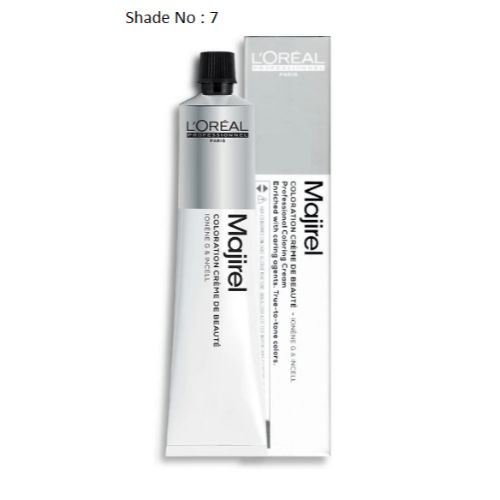 Shade No : 7
L'ORÉAL
PROFESSIONNEL
PARIS
Majirel
COLORATION CRÈME DE BEAUTÉ
IONÈNE G & INCELL
L'ORÉAL
PROFESSIONNEL
PARIS
Majirel
COLORATION CRÈME DE BEAUTÉ - IONÈNE G & INCELL
Professional Coloring Cream
Enriched with caring agents. True-to-tone colors.